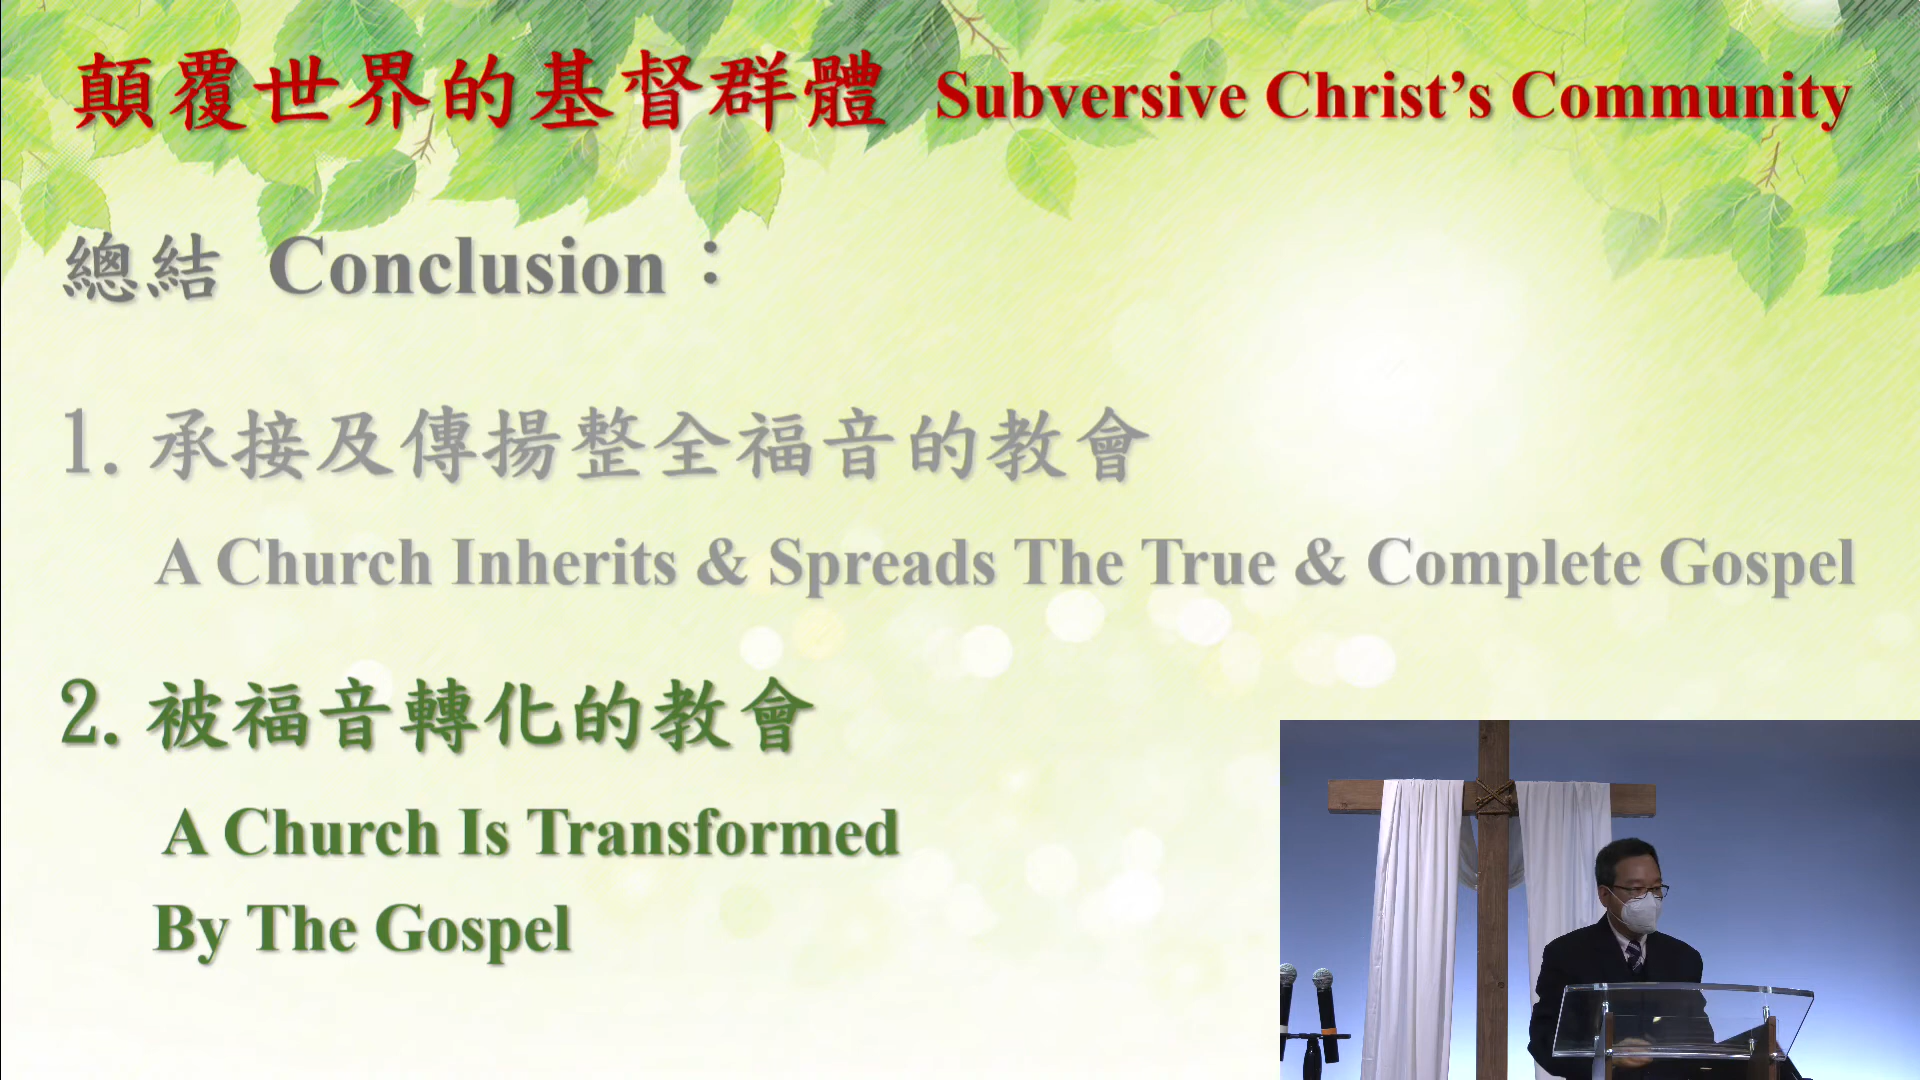 顛覆世界的基督群體 Subversive Christ’s Community
總結 Conclusion：
1.承接及傳揚整全福音的教會
A Church Inherits & Spreads The True & Complete Gospel
2.被福音轉化的教會
A Church Is Transformed
By The Gospel